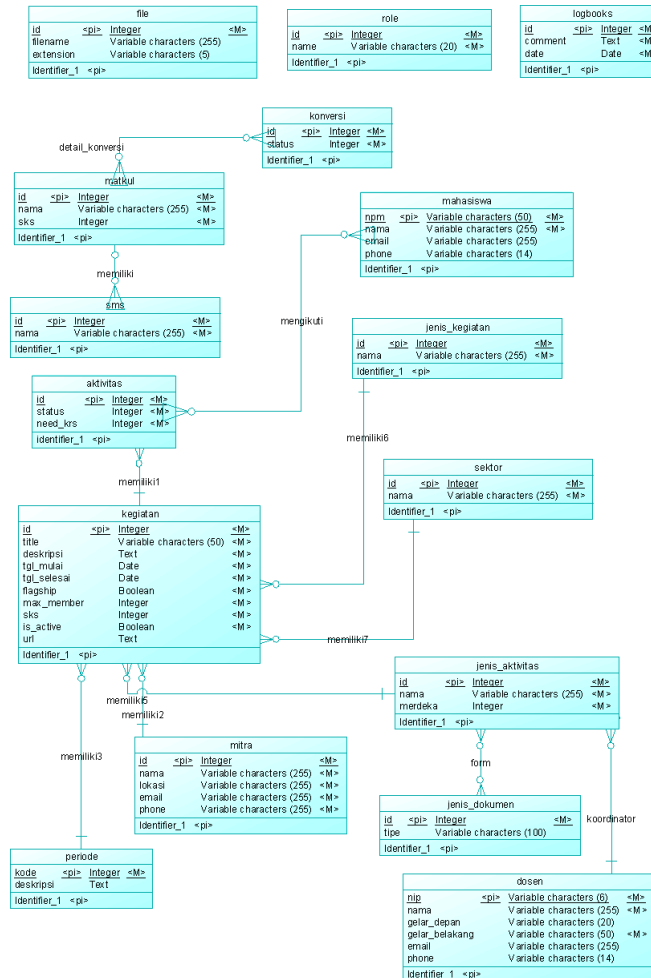 file
id <pi> Integer <M>
filename Variable characters (255)
extension Variable characters (5)
Identifier_1 <pi>
role
id <pi> Integer <M>
name Variable characters (20) <M>
Identifier_1 <pi>
logbooks
id <pi> Integer <M>
comment Text <M>
date Date <M>
Identifier_1 <pi>
konversi
id <pi> Integer <M>
status Integer <M>
Identifier_1 <pi>
detail_konversi
matkul
id <pi> Integer <M>
nama Variable characters (255) <M>
sks Integer <M>
Identifier_1 <pi>
mahasiswa
npm <pi> Variable characters (50) <M>
nama Variable characters (255) <M>
email Variable characters (255)
phone Variable characters (14)
Identifier_1 <pi>
memiliki
sms
id <pi> Integer <M>
nama Variable characters (255) <M>
Identifier_1 <pi>
mengikuti
jenis_kegiatan
id <pi> Integer <M>
nama Variable characters (255) <M>
Identifier_1 <pi>
aktivitas
id <pi> Integer <M>
status Integer <M>
need_krs Integer <M>
identifier_1 <pi>
memiliki6
memiliki1
sektor
id <pi> Integer <M>
nama Variable characters (255) <M>
Identifier_1 <pi>
kegiatan
id <pi> Integer <M>
title Variable characters (50) <M>
deskripsi Text <M>
tgl_mulai Date <M>
tgl_selesai Date <M>
flagship Boolean <M>
max_member Integer <M>
sks Integer <M>
is_active Boolean <M>
url Text
Identifier_1 <pi>
memiliki7
jenis_aktivitas
id <pi> Integer <M>
nama Variable characters (255) <M>
merdeka Integer <M>
Identifier_1 <pi>
memiliki5
memiliki2
memiliki3
mitra
id <pi> Integer <M>
nama Variable characters (255) <M>
lokasi Variable characters (255) <M>
email Variable characters (255) <M>
phone Variable characters (255) <M>
Identifier_1 <pi>
form
jenis_dokumen
id <pi> Integer <M>
tipe Variable characters (100)
Identifier_1 <pi>
koordinator
periode
kode <pi> Integer <M>
deskripsi Text
Identifier_1 <pi>
dosen
nip <pi> Variable characters (6) <M>
nama Variable characters (255) <M>
gelar_depan Variable characters (20)
gelar_belakang Variable characters (50) <M>
email Variable characters (255)
phone Variable characters (14)
Identifier_1 <pi>